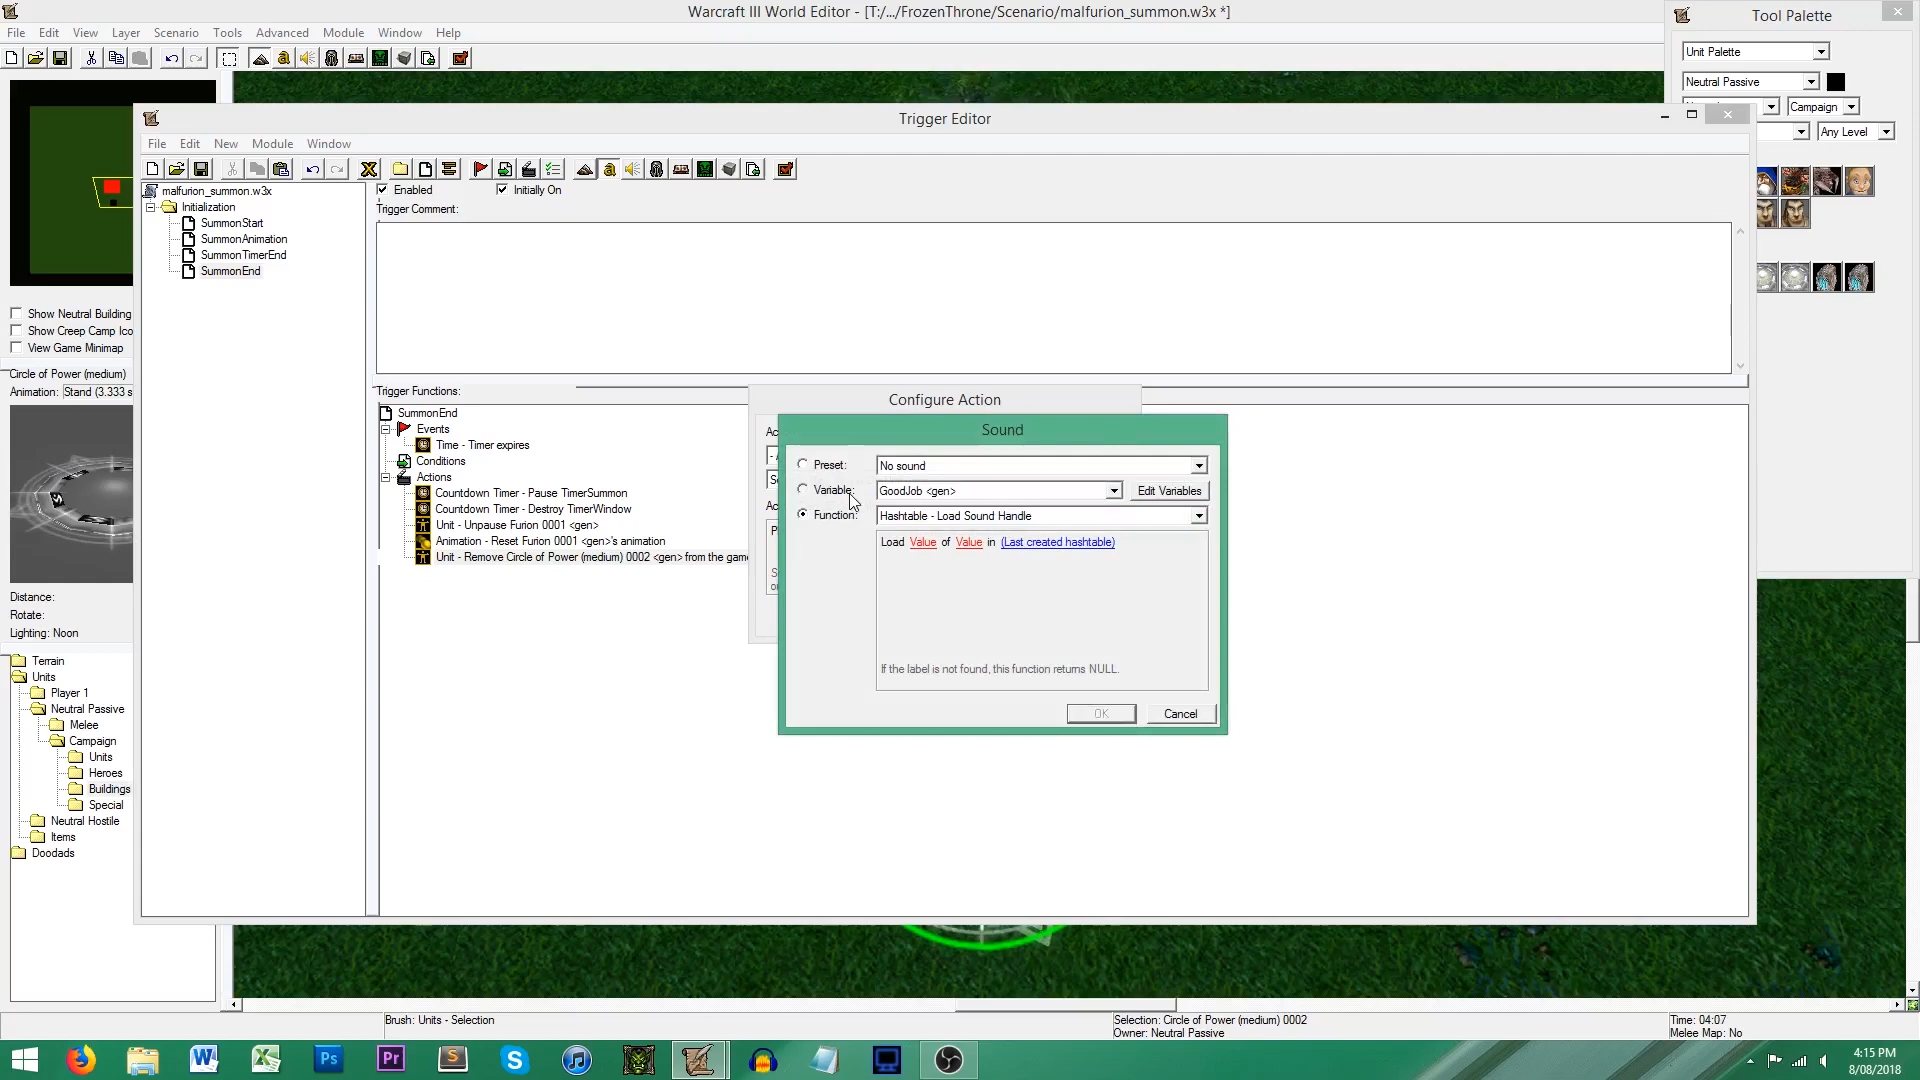 Warcraft III World Editor - [T:/.../FrozenThrone/Scenario/malfurion_summon.w3x *]
Tool Palette
File Edit View Layer Scenario Tools Advanced Module Window Help
Unit Palette
Neutral Passive
Campaign
Any Level
Trigger Editor
File Edit New Module Window
malfurion_summon.w3x
Initialization
SummonStart
SummonAnimation
SummonTimerEnd
SummonEnd
Enabled
Initially On
Trigger Comment:
Show Neutral Building
Show Creep Camp Ico
View Game Minimap
Circle of Power (medium)
Animation: Stand (3.333 s
Trigger Functions:
SummonEnd
Events
Time - Timer expires
Conditions
Actions
Countdown Timer - Pause TimerSummon
Countdown Timer - Destroy TimerWindow
Unit - Unpause Furion 0001 <gen>
Animation - Reset Furion 0001 <gen>'s animation
Unit - Remove Circle of Power (medium) 0002 <gen> from the game
Configure Action
Sound
Preset: No sound
Variable: GoodJob <gen> Edit Variables
Function: Hashtable - Load Sound Handle
Load Value of Value in (Last created hashtable)
If the label is not found, this function returns NULL.
OK Cancel
Distance:
Rotate:
Lighting: Noon
Terrain
Units
Player 1
Neutral Passive
Melee
Campaign
Units
Heroes
Buildings
Special
Neutral Hostile
Items
Doodads
Brush: Units - Selection
Selection: Circle of Power (medium) 0002
Owner: Neutral Passive
Time: 04:07
Melee Map: No
4:15 PM
8/08/2018